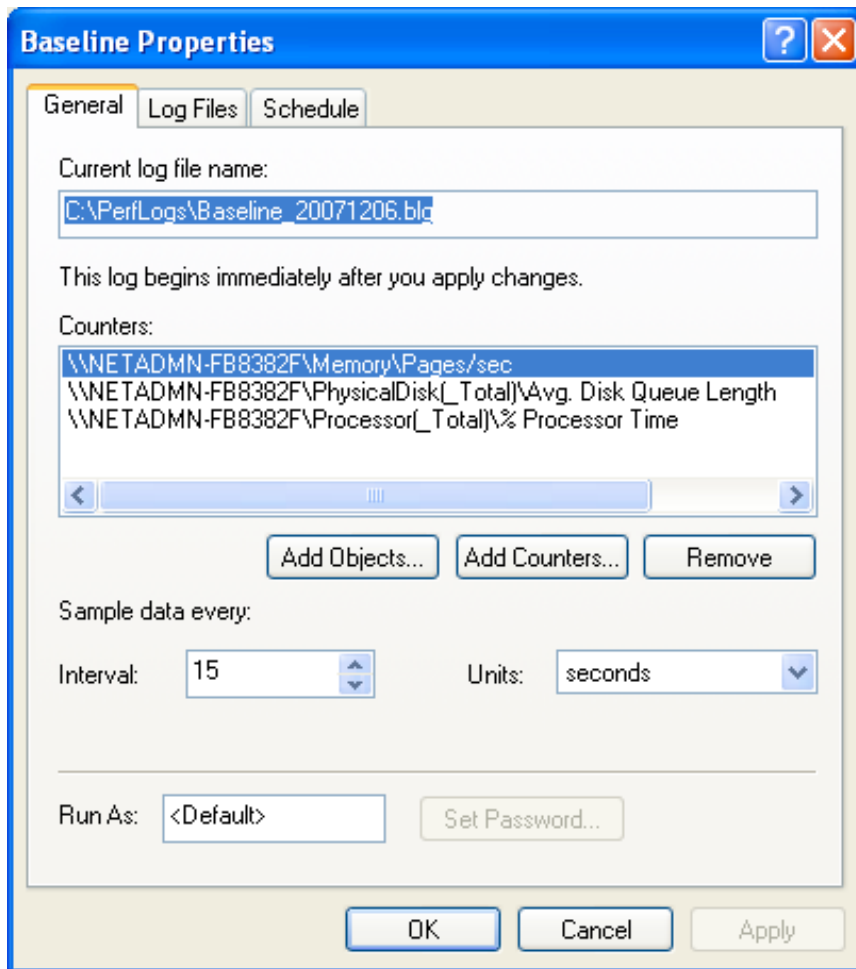 Baseline Properties
General Log Files Schedule
Current log file name:
C:\PerfLogs\Baseline_20071206.blg
This log begins immediately after you apply changes.
Counters:
\\NETADMN-FB8382F\Memory\Pages/sec
\\NETADMN-FB8382F\PhysicalDisk(_Total)\Avg. Disk Queue Length
\\NETADMN-FB8382F\Processor(_Total)\% Processor Time
Add Objects... Add Counters... Remove
Sample data every:
Interval: 15 Units: seconds
Run As: <Default> Set Password...
OK Cancel Apply